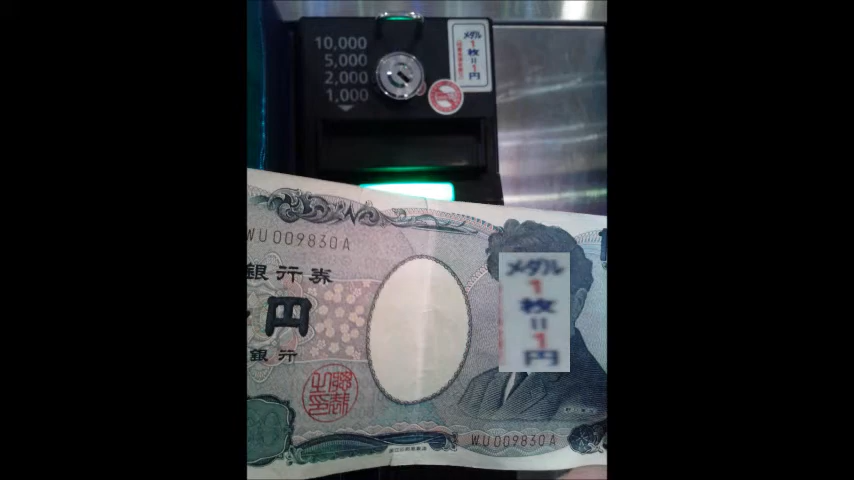 10,000
5,000
2,000
1,000
メダル
1
枚
=
1
円
WU009830A
銀行券
円
銀行
メダル
1
枚
=
1
円
WU009830A